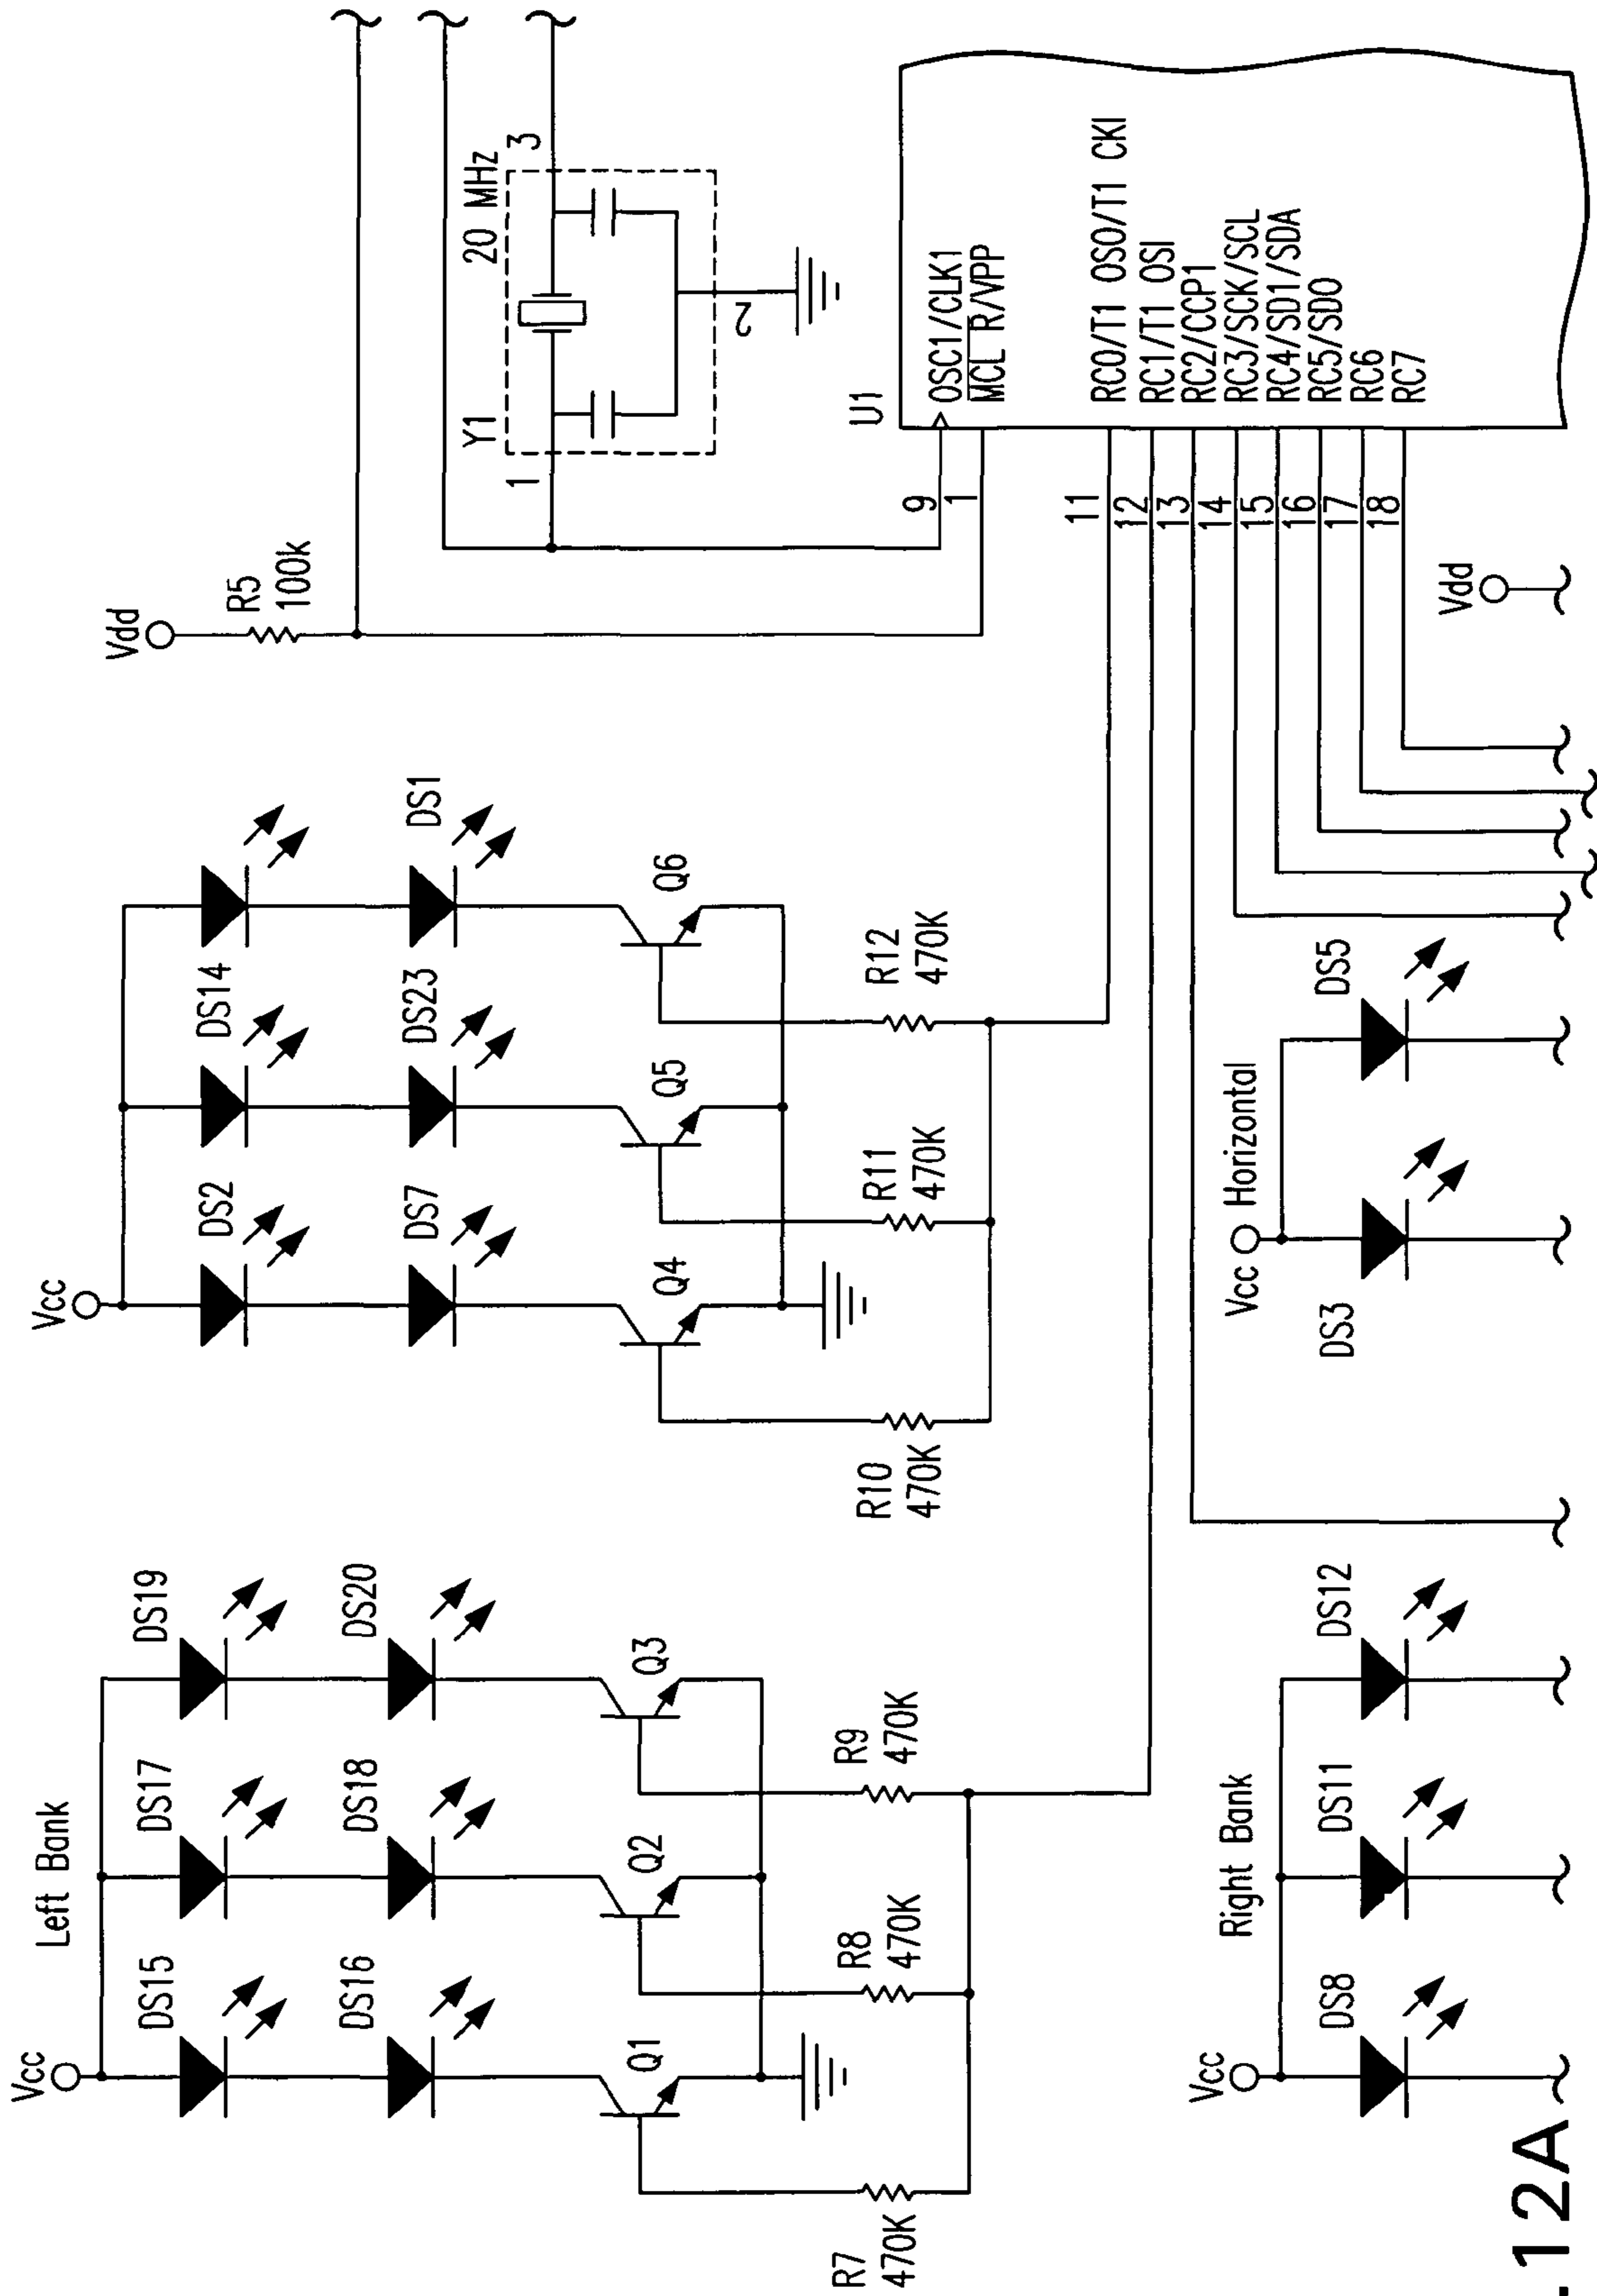 Vcc
Left Bank
DS15
DS17
DS19
DS16
DS18
DS20
Q1
Q2
Q3
R7
470K
R8
470K
R9
470K
Vcc
DS2
DS14
DS7
DS23
DS1
Q4
Q5
Q6
R10
470K
R11
470K
R12
470K
Vdd
R5
100k
Y1
20 MHz
1
3
2
U1
9
OSC1/CLK1
1
MCL R/VPP
11
RC0/T1 OSO/T1 CKI
12
RC1/T1 OSI
13
RC2/CCP1
14
RC3/SCK/SCL
15
RC4/SD1/SDA
16
RC5/SDO
17
RC6
18
RC7
Vcc
Right Bank
DS8
DS11
DS12
Vcc
Horizontal
DS3
DS5
Vdd
.12A